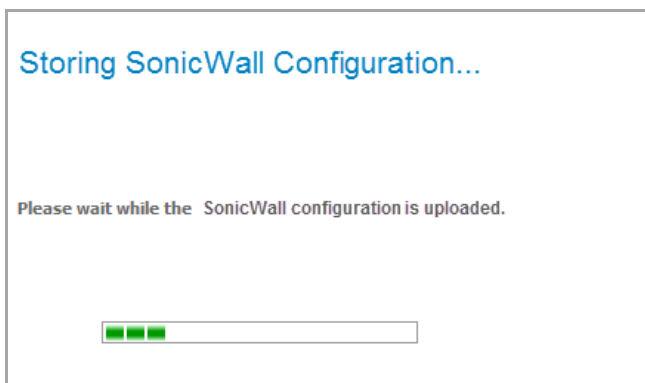 Storing SonicWall Configuration...
Please wait while the SonicWall configuration is uploaded.